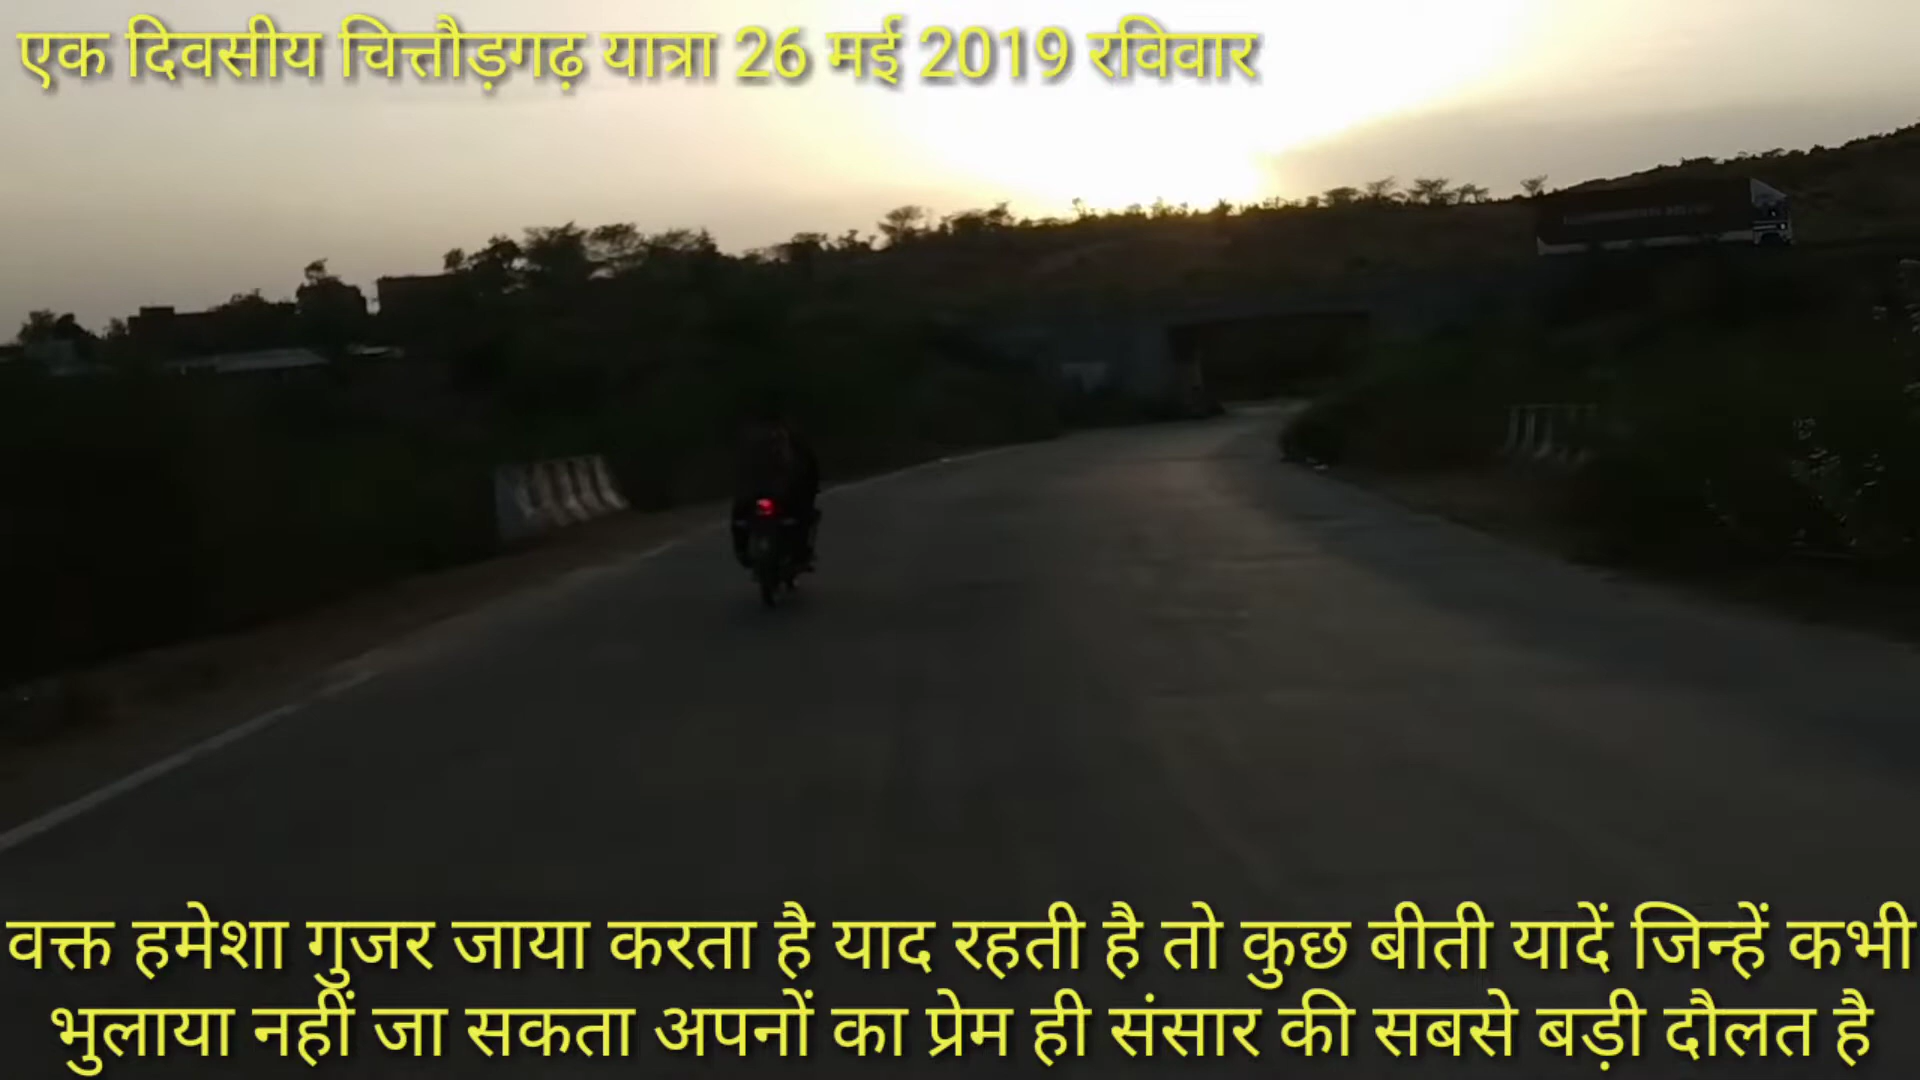 एक दिवसीय चित्तौड़गढ़ यात्रा 26 मई 2019 रविवार
वक्त हमेशा गुजर जाया करता है याद रहती है तो कुछ बीती यादें जिन्हें कभी
भुलाया नहीं जा सकता अपनों का प्रेम ही संसार की सबसे बड़ी दौलत है